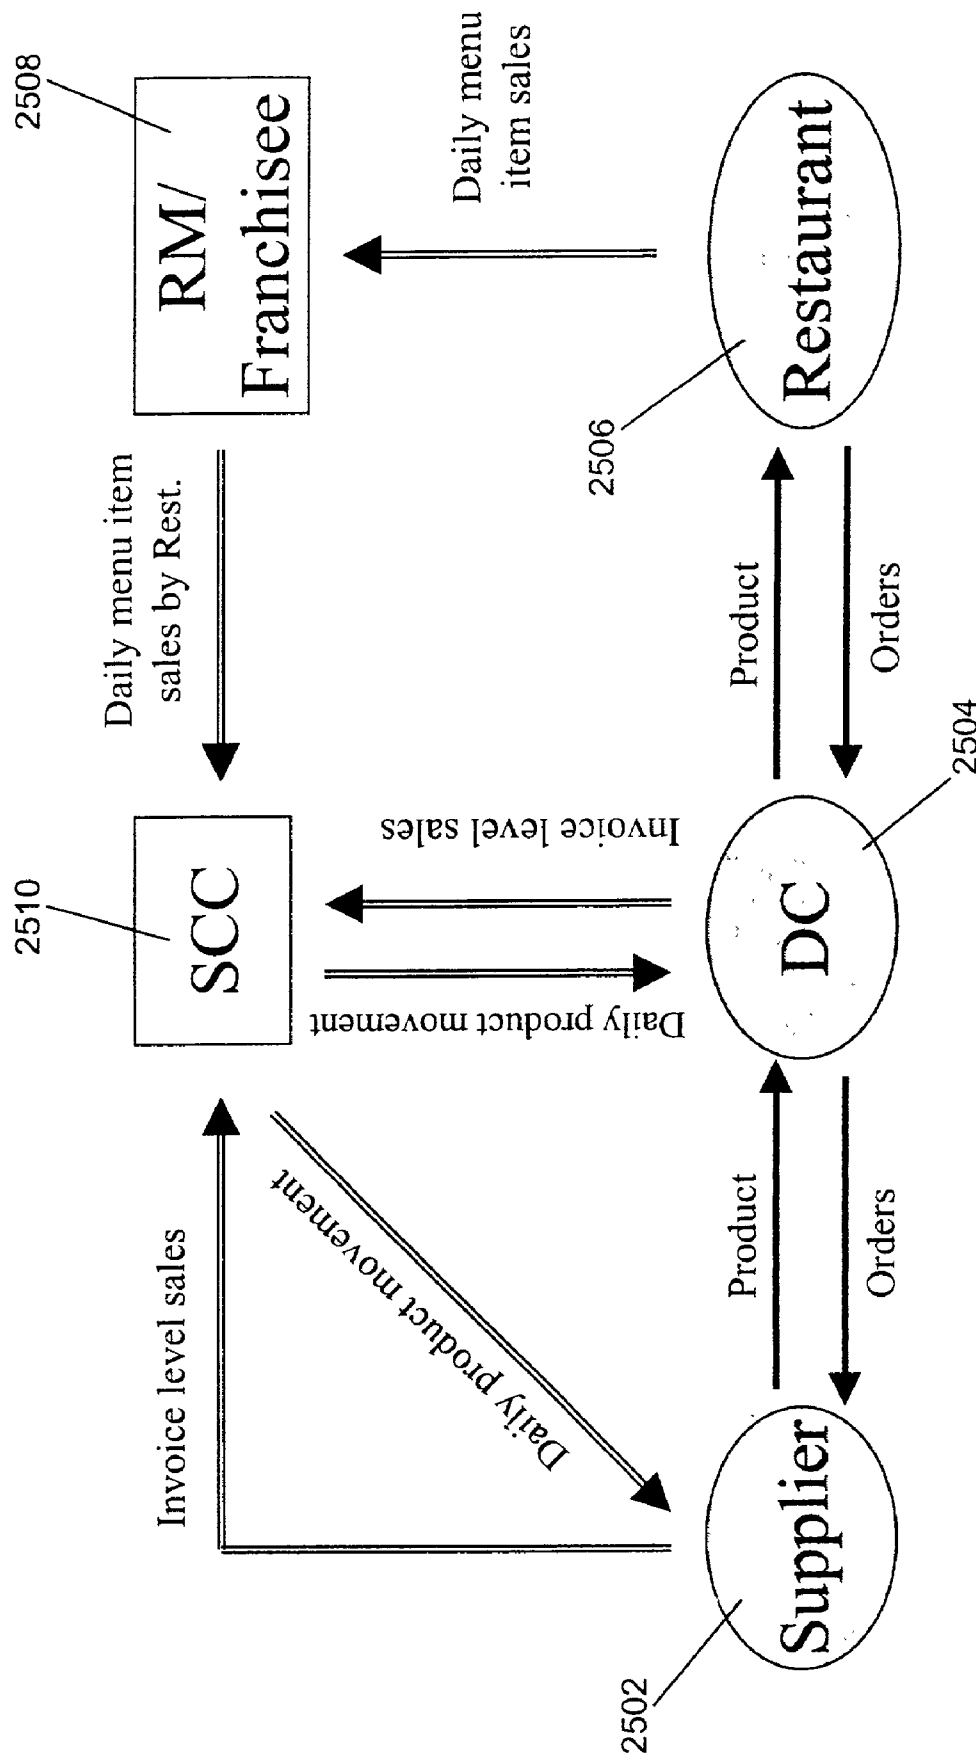 2510
2508
Invoice level sales
SCC
Daily menu item
sales by Rest.
RM/
Franchisee
Daily product movement
Daily product movement
Invoice level sales
Daily menu
item sales
2502
Supplier
Product
Orders
DC
2504
Product
Orders
2506
Restaurant